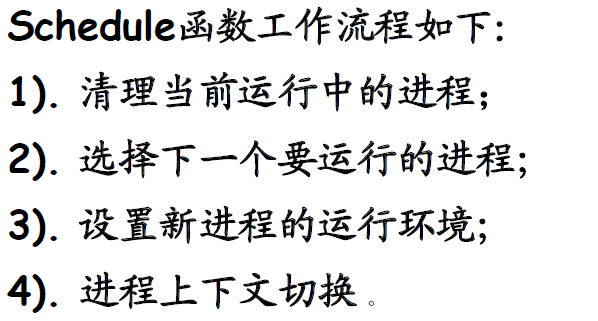 Schedule函数工作流程如下:
1). 清理当前运行中的进程;
2). 选择下一个要运行的进程;
3). 设置新进程的运行环境;
4). 进程上下文切换。